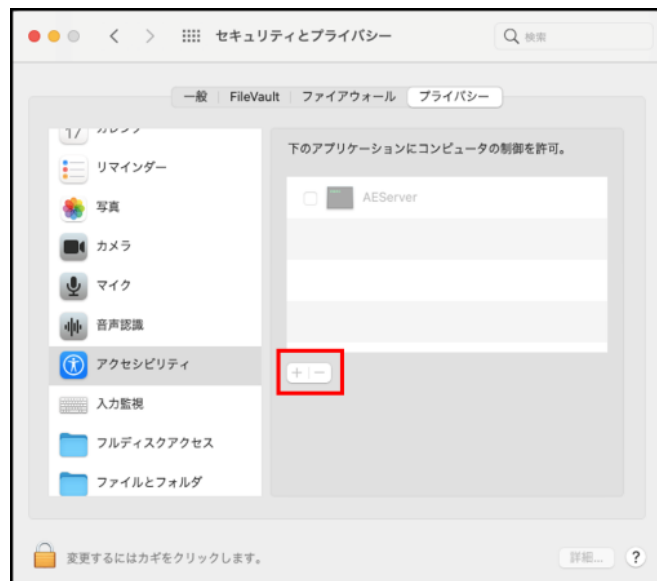 セキュリティとプライバシー
検索
一般 FileVault ファイアウォール プライバシー
17 カレンダー
リマインダー
写真
カメラ
マイク
音声認識
アクセシビリティ
入力監視
フルディスクアクセス
ファイルとフォルダ
下のアプリケーションにコンピュータの制御を許可。
AEServer
+ −
変更するにはカギをクリックします。
詳細... ?